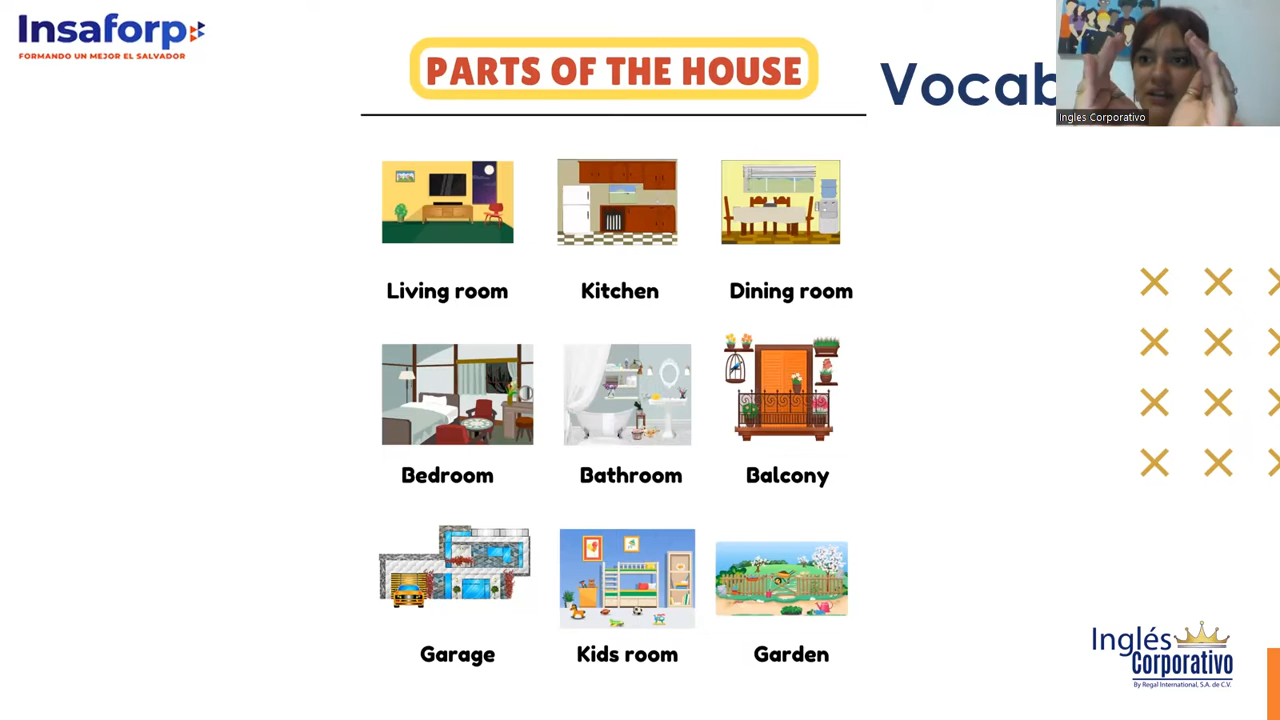 Insaforp
FORMANDO UN MEJOR EL SALVADOR
PARTS OF THE HOUSE
Vocab
Ingles Corporativo
Living room
Kitchen
Dining room
Bedroom
Bathroom
Balcony
Garage
Kids room
Garden
Inglés
Corporativo
By Regal International, S.A. de C.V.